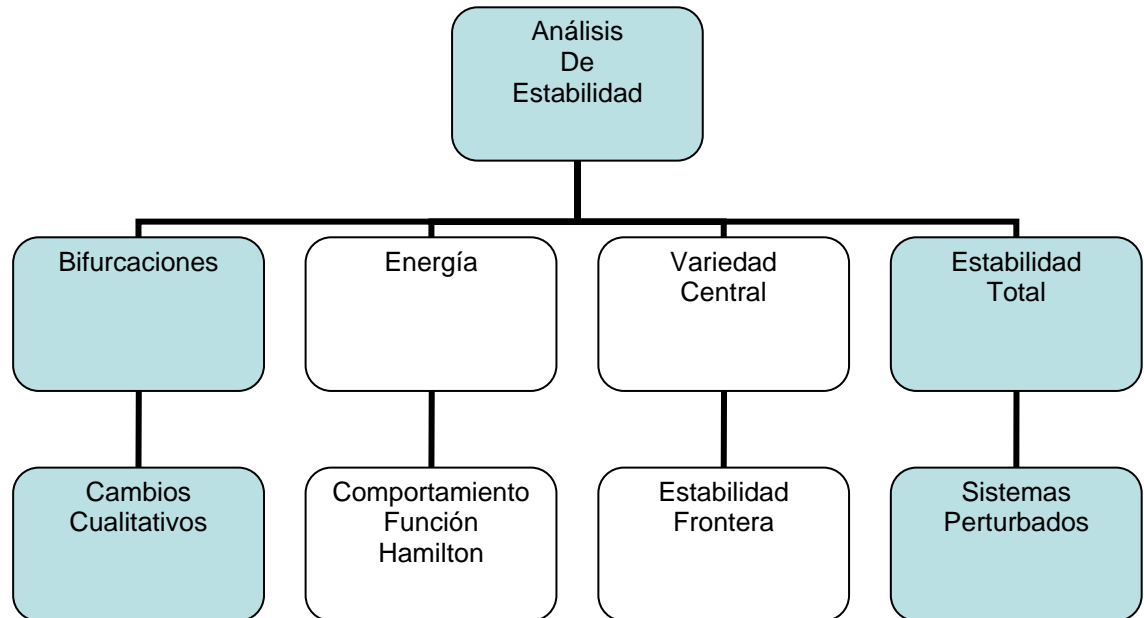 Análisis
De
Estabilidad
Bifurcaciones
Energía
Variedad
Central
Estabilidad
Total
Cambios
Cualitativos
Comportamiento
Función
Hamilton
Estabilidad
Frontera
Sistemas
Perturbados